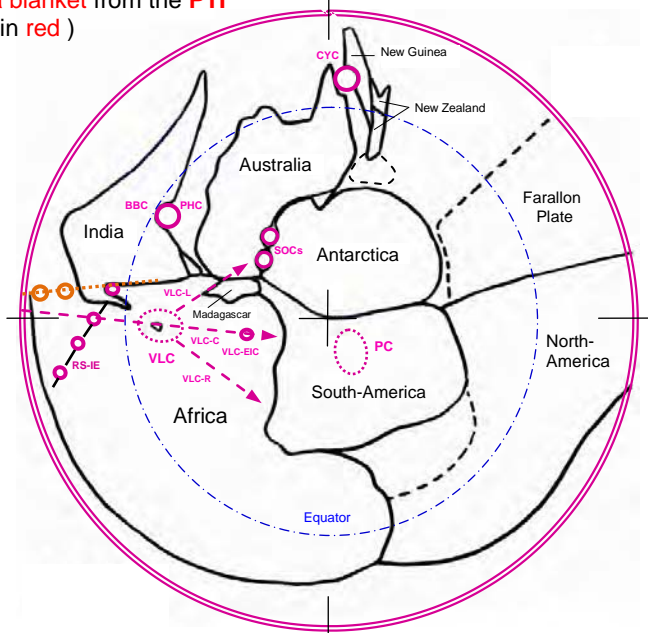 a blanket from the PTI
in red )
CYC
New Guinea
New Zealand
Australia
Farallon
Plate
BBC
PHC
India
SOCs
Antarctica
VLC-L
Madagascar
VLC-C
VLC-EIC
VLC
RS-IE
VLC-R
PC
North-
America
South-America
Africa
Equator